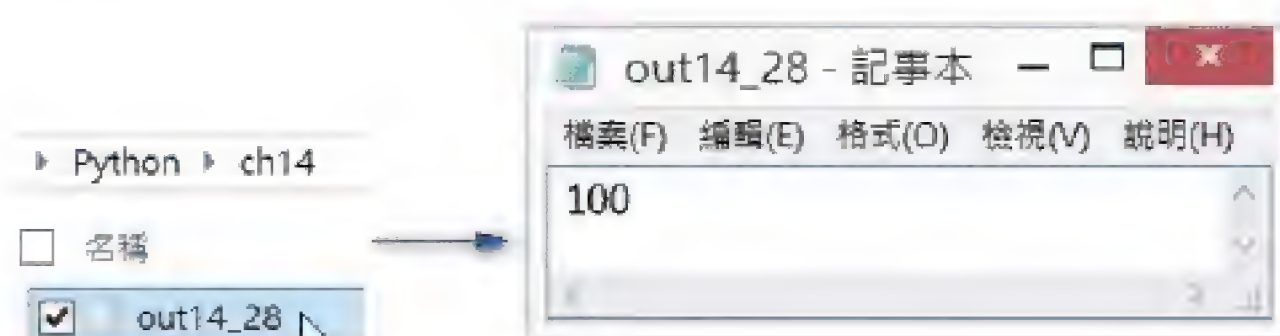 Python ch14
名稱
out14_28
out14_28 - 記事本
檔案(F) 編輯(E) 格式(O) 檢視(V) 說明(H)
100